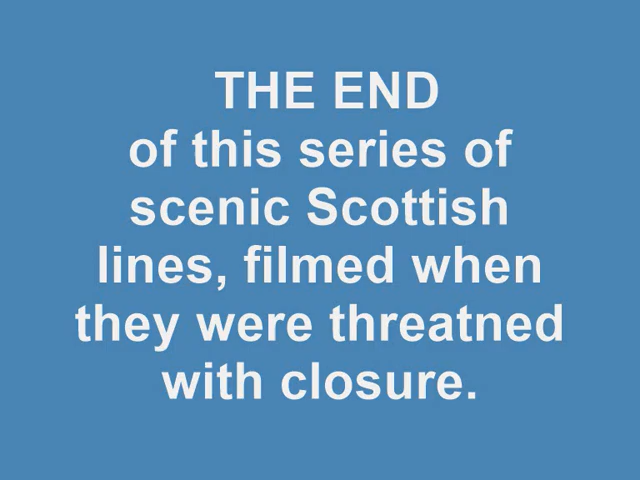 THE END
of this series of
scenic Scottish
lines, filmed when
they were threatned
with closure.